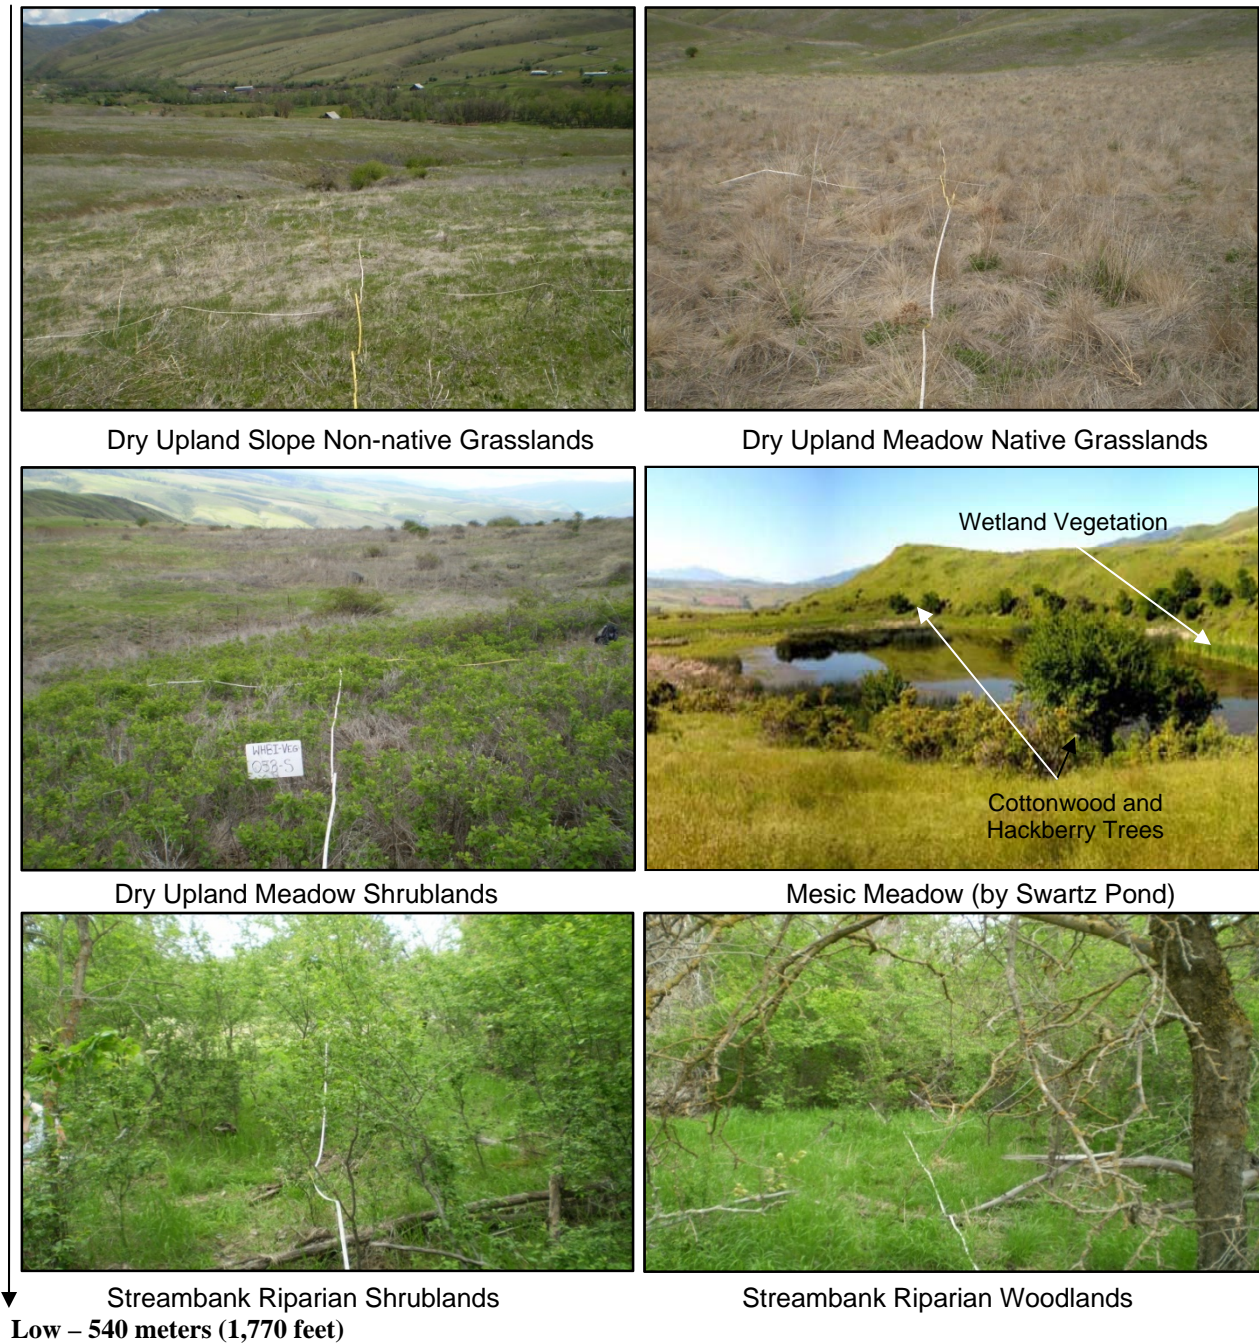 Dry Upland Slope Non-native Grasslands
Dry Upland Meadow Native Grasslands
WHBI-VEG
038-S
Wetland Vegetation
Cottonwood and
Hackberry Trees
Dry Upland Meadow Shrublands
Mesic Meadow (by Swartz Pond)
Streambank Riparian Shrublands
Streambank Riparian Woodlands
Low – 540 meters (1,770 feet)